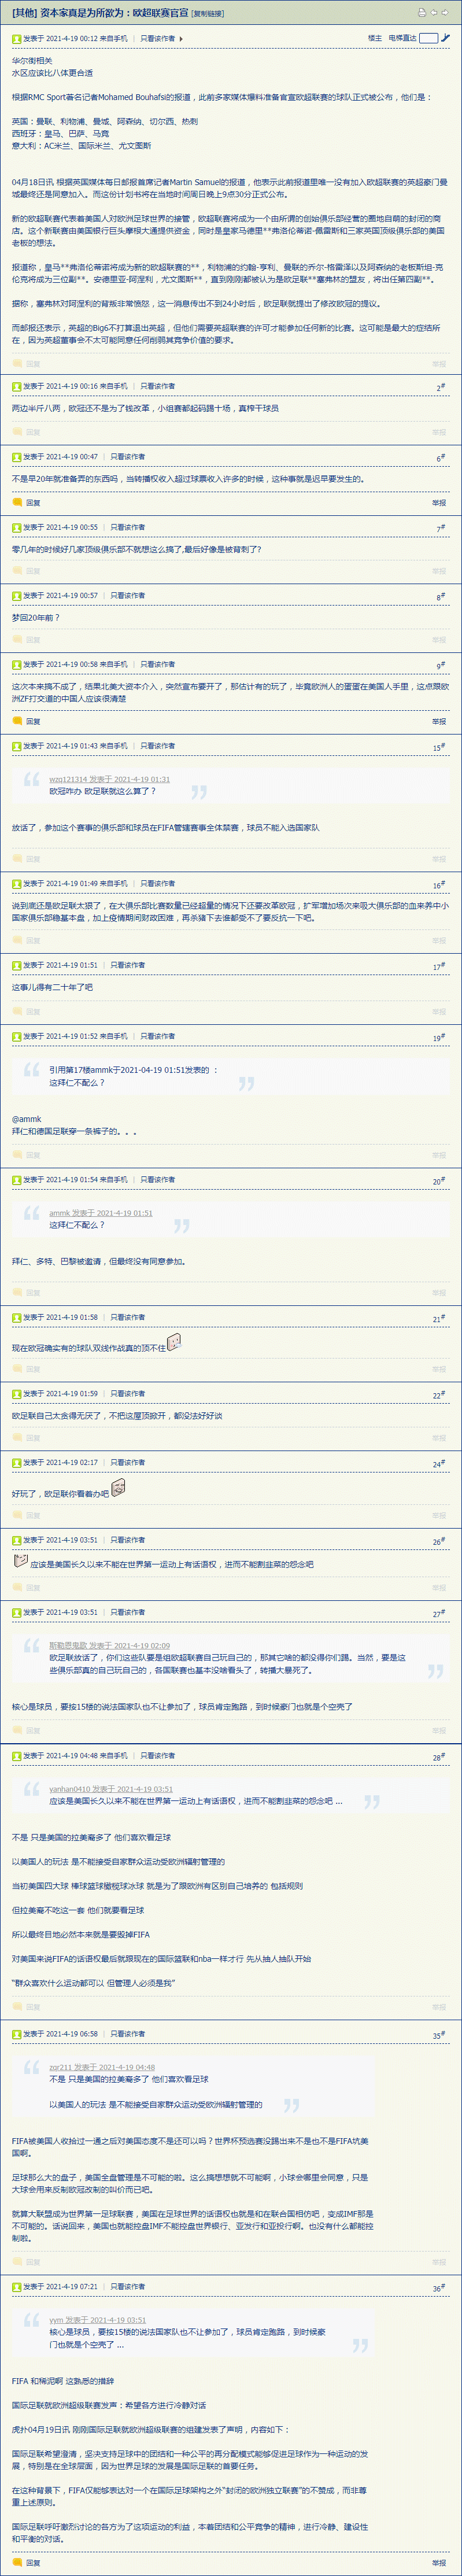 [其他] 资本家真是为所欲为：欧超联赛官宣 [复制链接]
发表于 2021-4-19 00:12 来自手机 | 只看该作者
楼主 电梯直达
华尔街相关
水区应该比八体更合适
根据RMC Sport著名记者Mohamed Bouhafsi的报道，此前多家媒体爆料准备官宣欧超联赛的球队正式被公布，他们是：
英国：曼联、利物浦、曼城、阿森纳、切尔西、热刺
西班牙：皇马、巴萨、马竞
意大利：AC米兰、国际米兰、尤文图斯
04月18日讯 根据英国媒体每日邮报首席记者Martin Samuel的报道，他表示此前报道里唯一没有加入欧超联赛的英超豪门曼
城最终还是同意加入。而这份计划书将在当地时间周日晚上9点30分正式公布。
新的欧超联赛代表着美国人对欧洲足球世界的接管，欧超联赛将成为一个由所谓的创始俱乐部经营的圈地自萌的封闭的商
店。这个新联赛由美国银行巨头摩根大通提供资金，同时是皇家马德里**弗洛伦蒂诺-佩雷斯和三家英国顶级俱乐部的美国
老板的想法。
报道称，皇马**弗洛伦蒂诺将成为新的欧超联赛的**，利物浦的约翰-亨利、曼联的乔尔-格雷泽以及阿森纳的老板斯坦-克
伦克将成为三位副**。安德里亚-阿涅利，尤文图斯**，直到刚刚都被认为是欧足联**塞弗林的盟友，将出任第四副**。
据称，塞弗林对阿涅利的背叛非常愤怒，这一消息传出不到24小时后，欧足联就提出了修改欧冠的提议。
而邮报还表示，英超的Big6不打算退出英超，但他们需要英超联赛的许可才能参加任何新的比赛。这可能是最大的症结所
在，因为英超董事会不太可能同意任何削弱其竞争价值的要求。
回复 举报
发表于 2021-4-19 00:16 来自手机 | 只看该作者 2#
两边半斤八两，欧冠还不是为了钱改革，小组赛都起码踢十场，真榨干球员
回复 举报
发表于 2021-4-19 00:47 | 只看该作者 6#
不是早20年就准备弄的东西吗，当转播权收入超过球票收入许多的时候，这种事就是迟早要发生的。
回复 举报
发表于 2021-4-19 00:55 | 只看该作者 7#
零几年的时候好几家顶级俱乐部不就想这么搞了,最后好像是被背刺了?
回复 举报
发表于 2021-4-19 00:57 | 只看该作者 8#
梦回20年前？
回复 举报
发表于 2021-4-19 00:58 来自手机 | 只看该作者 9#
这次本来搞不成了，结果北美大资本介入，突然宣布要开了，那估计有的玩了，毕竟欧洲人的蛋蛋在美国人手里，这点跟欧
洲ZF打交道的中国人应该很清楚
回复 举报
发表于 2021-4-19 01:43 来自手机 | 只看该作者 15#
wzq121314 发表于 2021-4-19 01:31
欧冠咋办 欧足联就这么算了？
放话了，参加这个赛事的俱乐部和球员在FIFA管辖赛事全体禁赛，球员不能入选国家队
回复 举报
发表于 2021-4-19 01:49 来自手机 | 只看该作者 16#
说到底还是欧足联太狠了，在大俱乐部比赛数量已经超量的情况下还要改革欧冠，扩军增加场次来吸大俱乐部的血来养中小
国家俱乐部稳基本盘，加上疫情期间财政困难，再杀猪下去谁都受不了要反抗一下吧。
回复 举报
发表于 2021-4-19 01:51 | 只看该作者 17#
这事儿得有二十年了吧
回复 举报
发表于 2021-4-19 01:52 来自手机 | 只看该作者 19#
引用第17楼ammk于2021-04-19 01:51发表的 ：
这拜仁不配么？
@ammk
拜仁和德国足联穿一条裤子的。。。
回复 举报
发表于 2021-4-19 01:54 来自手机 | 只看该作者 20#
ammk 发表于 2021-4-19 01:51
这拜仁不配么？
拜仁、多特、巴黎被邀请，但最终没有同意参加。
回复 举报
发表于 2021-4-19 01:58 | 只看该作者 21#
现在欧冠确实有的球队双线作战真的顶不住
回复 举报
发表于 2021-4-19 01:59 | 只看该作者 22#
欧足联自己太贪得无厌了，不把这屋顶掀开，都没法好好谈
回复 举报
发表于 2021-4-19 02:17 | 只看该作者 24#
好玩了，欧足联你看着办吧
回复 举报
发表于 2021-4-19 03:51 | 只看该作者 26#
应该是美国长久以来不能在世界第一运动上有话语权，进而不能割韭菜的怨念吧
回复 举报
发表于 2021-4-19 03:51 | 只看该作者 27#
斯勒恩鬼歌 发表于 2021-4-19 02:09
欧足联放话了，你们这些队要是组欧超联赛自己玩自己的，那其它啥的都没得你们踢。当然，要是这
些俱乐部真的自己玩自己的，各国联赛也基本没啥看头了，转播大暴死了。
核心是球员，要按15楼的说法国家队也不让参加了，球员肯定跑路，到时候豪门也就是个空壳了
回复 举报
发表于 2021-4-19 04:48 来自手机 | 只看该作者 28#
yanhan0410 发表于 2021-4-19 03:51
应该是美国长久以来不能在世界第一运动上有话语权，进而不能割韭菜的怨念吧 ...
不是 只是美国的拉美裔多了 他们喜欢看足球
以美国人的玩法 是不能接受自家群众运动受欧洲辐射管理的
当初美国四大球 棒球篮球橄榄球冰球 就是为了跟欧洲有区别自己培养的 包括规则
但拉美裔不吃这一套 他们就要看足球
所以最终目地必然本来就是要毁掉FIFA
对美国来说FIFA的话语权最后就跟现在的国际篮联和nba一样才行 先从抽人抽队开始
"群众喜欢什么运动都可以 但管理人必须是我"
回复 举报
发表于 2021-4-19 06:58 | 只看该作者 35#
zqr211 发表于 2021-4-19 04:48
不是 只是美国的拉美裔多了 他们喜欢看足球
以美国人的玩法 是不能接受自家群众运动受欧洲辐射管理的
FIFA被美国人收拾过一通之后对美国态度不是还可以吗？世界杯预选赛没踢出来不是也不是FIFA坑美
国啊。
足球那么大的盘子，美国全盘管理是不可能的啦。这么搞想想就不可能啊，小球会哪里会同意，只是
大球会用来反制欧冠改制的叫价而已吧。
就算大联盟成为世界第一足球联赛，美国在足球世界的话语权也就是和在联合国相仿吧，变成IMF那是
不可能的。话说回来，美国也就能控盘IMF不能控盘世界银行、亚发行和亚投行啊。也没有什么都能控
制啦。
回复 举报
发表于 2021-4-19 07:21 | 只看该作者 36#
yym 发表于 2021-4-19 03:51
核心是球员，要按15楼的说法国家队也不让参加了，球员肯定跑路，到时候豪
门也就是个空壳了 ...
FIFA 和稀泥啊 这熟悉的措辞
国际足联就欧洲超级联赛发声：希望各方进行冷静对话
虎扑04月19日讯 刚刚国际足联就欧洲超级联赛的组建发表了声明，内容如下：
国际足联希望澄清，坚决支持足球中的团结和一种公平的再分配模式能够促进足球作为一种运动的发
展，特别是在全球层面，因为世界足球的发展是国际足联的首要任务。
在这种背景下，FIFA仅能够表达对一个在国际足球架构之外"封闭的欧洲独立联赛"的不赞成，而非尊
重上述原则。
国际足联呼吁激烈讨论的各方为了这项运动的利益，本着团结和公平竞争的精神，进行冷静、建设性
和平衡的对话。
回复 举报